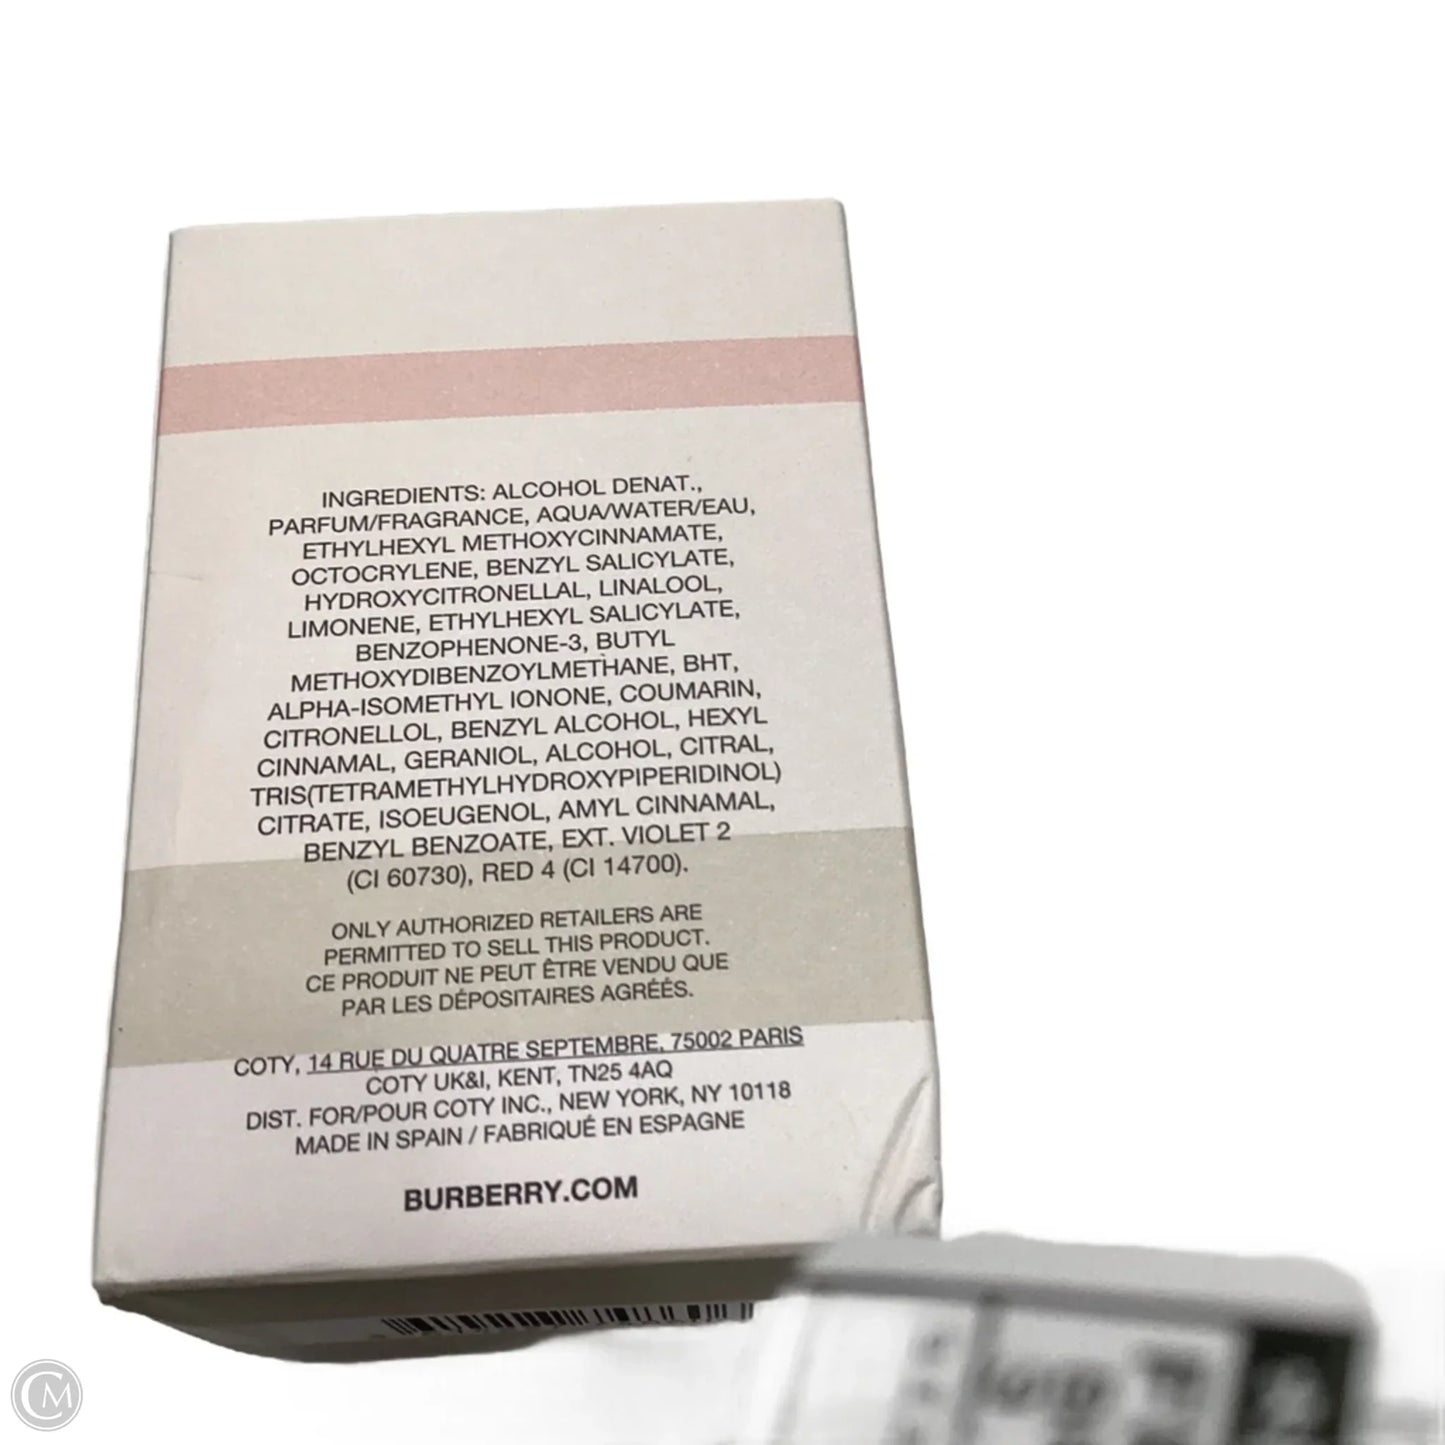 INGREDIENTS: ALCOHOL DENAT.,
PARFUM/FRAGRANCE, AQUA/WATER/EAU,
ETHYLHEXYL METHOXYCINNAMATE,
OCTOCRYLENE, BENZYL SALICYLATE,
HYDROXYCITRONELLAL, LINALOOL,
LIMONENE, ETHYLHEXYL SALICYLATE,
BENZOPHENONE-3, BUTYL
METHOXYDIBENZOYLMETHANE, BHT,
ALPHA-ISOMETHYL IONONE, COUMARIN,
CITRONELLOL, BENZYL ALCOHOL, HEXYL
CINNAMAL, GERANIOL, ALCOHOL, CITRAL,
TRIS(TETRAMETHYLHYDROXYPIPERIDINOL)
CITRATE, ISOEUGENOL, AMYL CINNAMAL,
BENZYL BENZOATE, EXT. VIOLET 2
(CI 60730), RED 4 (CI 14700).
ONLY AUTHORIZED RETAILERS ARE
PERMITTED TO SELL THIS PRODUCT.
CE PRODUIT NE PEUT ÊTRE VENDU QUE
PAR LES DÉPOSITAIRES AGRÉÉS.
COTY, 14 RUE DU QUATRE SEPTEMBRE, 75002 PARIS
COTY UK&I, KENT, TN25 4AQ
DIST. FOR/POUR COTY INC., NEW YORK, NY 10118
MADE IN SPAIN / FABRIQUÉ EN ESPAGNE
BURBERRY.COM
CM